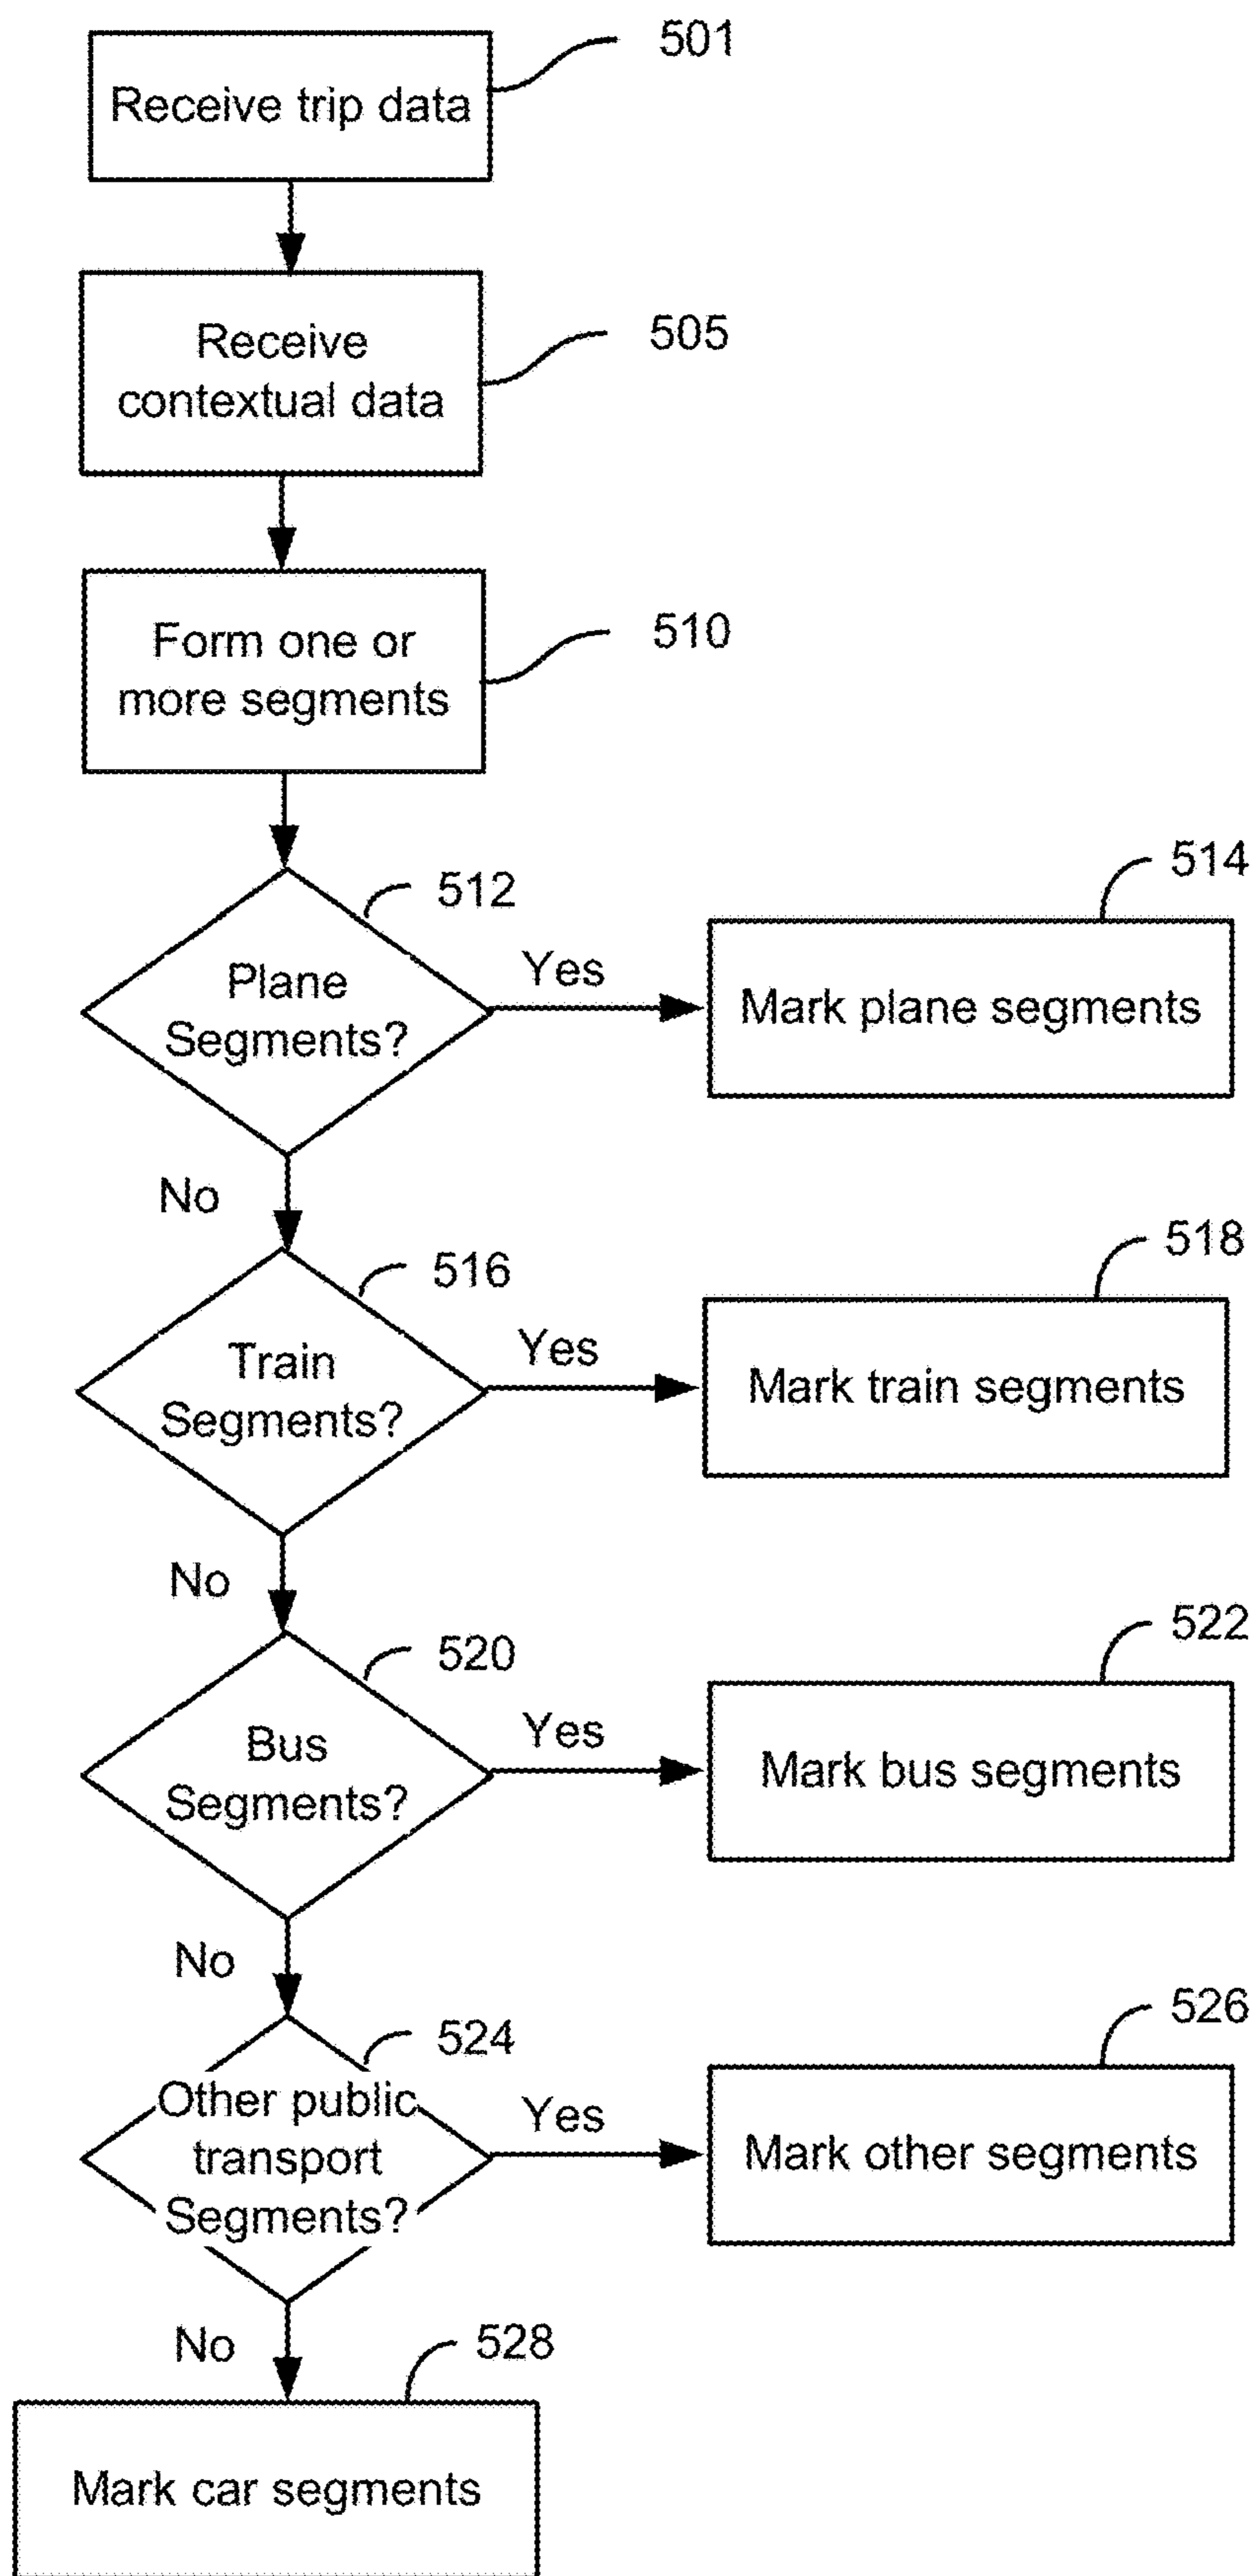 501
Receive trip data
505
Receive
contextual data
510
Form one or
more segments
512
514
Plane
Segments?
Yes
Mark plane segments
No
516
518
Train
Segments?
Yes
Mark train segments
No
520
522
Bus
Segments?
Yes
Mark bus segments
No
524
526
Other public
transport
Segments?
Yes
Mark other segments
No
528
Mark car segments